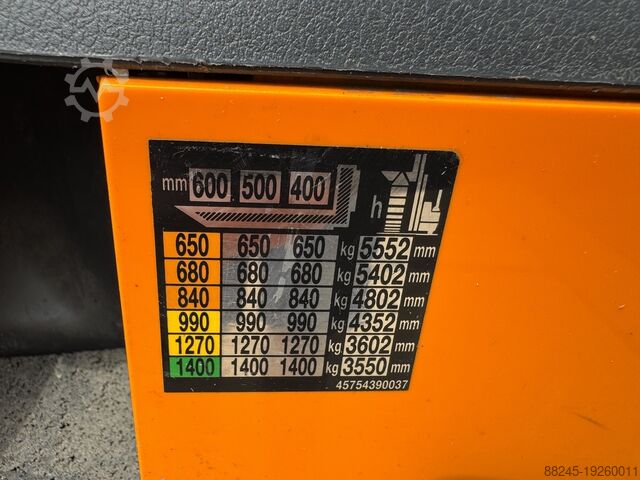 mm 600 500 400
h
650 650 650 kg 5552 mm
680 680 680 kg 5402 mm
840 840 840 kg 4802 mm
990 990 990 kg 4352 mm
1270 1270 1270 kg 3602 mm
1400 1400 1400 kg 3550 mm
45754390037
88245-19260011